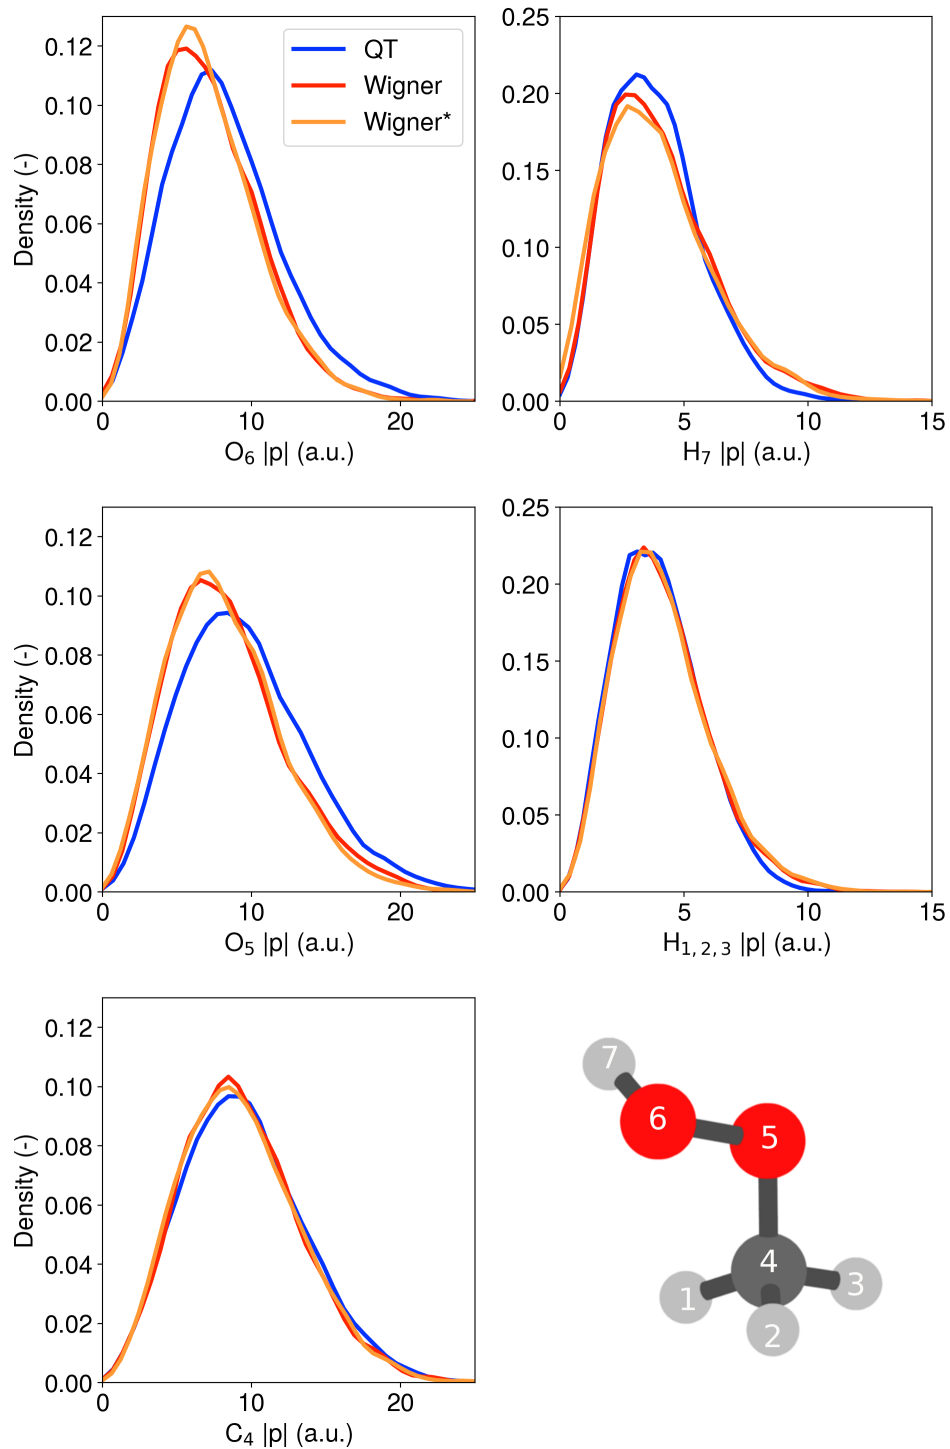 0.12
0.10
0.08
0.06
0.04
0.02
0.00
Density (-)
0 10 20
O₆ |p| (a.u.)
QT
Wigner
Wigner*
0.25
0.20
0.15
0.10
0.05
0.00
0 5 10 15
H₇ |p| (a.u.)
0.12
0.10
0.08
0.06
0.04
0.02
0.00
Density (-)
0 10 20
O₅ |p| (a.u.)
0.25
0.20
0.15
0.10
0.05
0.00
0 5 10 15
H₁,₂,₃ |p| (a.u.)
0.12
0.10
0.08
0.06
0.04
0.02
0.00
Density (-)
0 10 20
C₄ |p| (a.u.)
7
6
5
4
1
3
2